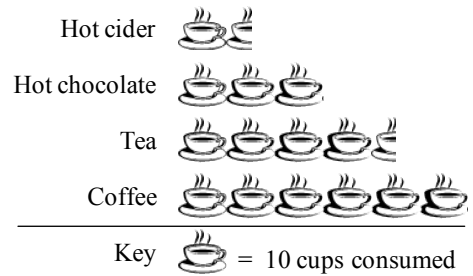 Hot cider
Hot chocolate
Tea
Coffee
Key = 10 cups consumed